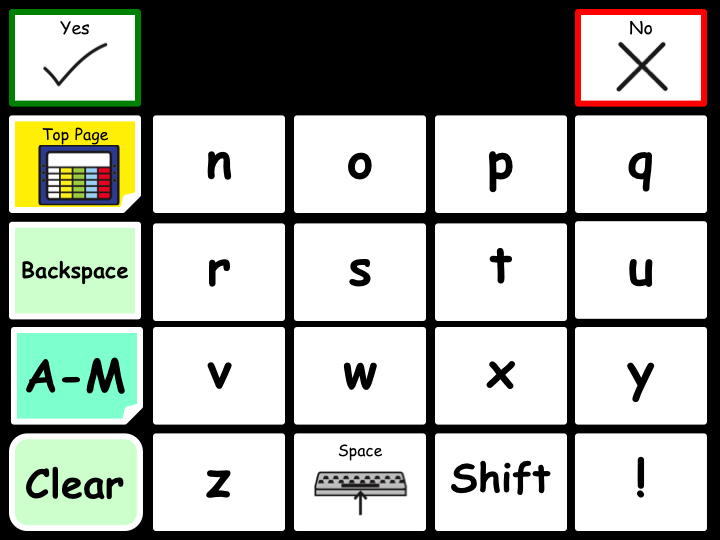 Yes
No
Top Page
n
o
p
q
Backspace
r
s
t
u
A-M
v
w
x
y
Clear
z
Space
Shift
!